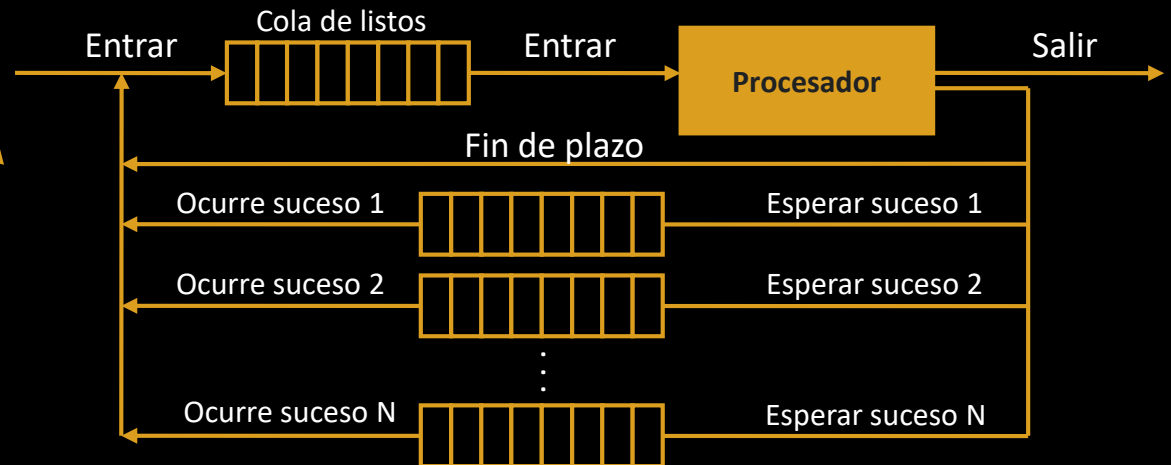 Cola de listos
Entrar
Entrar
Procesador
Salir
Fin de plazo
Ocurre suceso 1
Esperar suceso 1
Ocurre suceso 2
Esperar suceso 2
Ocurre suceso N
Esperar suceso N